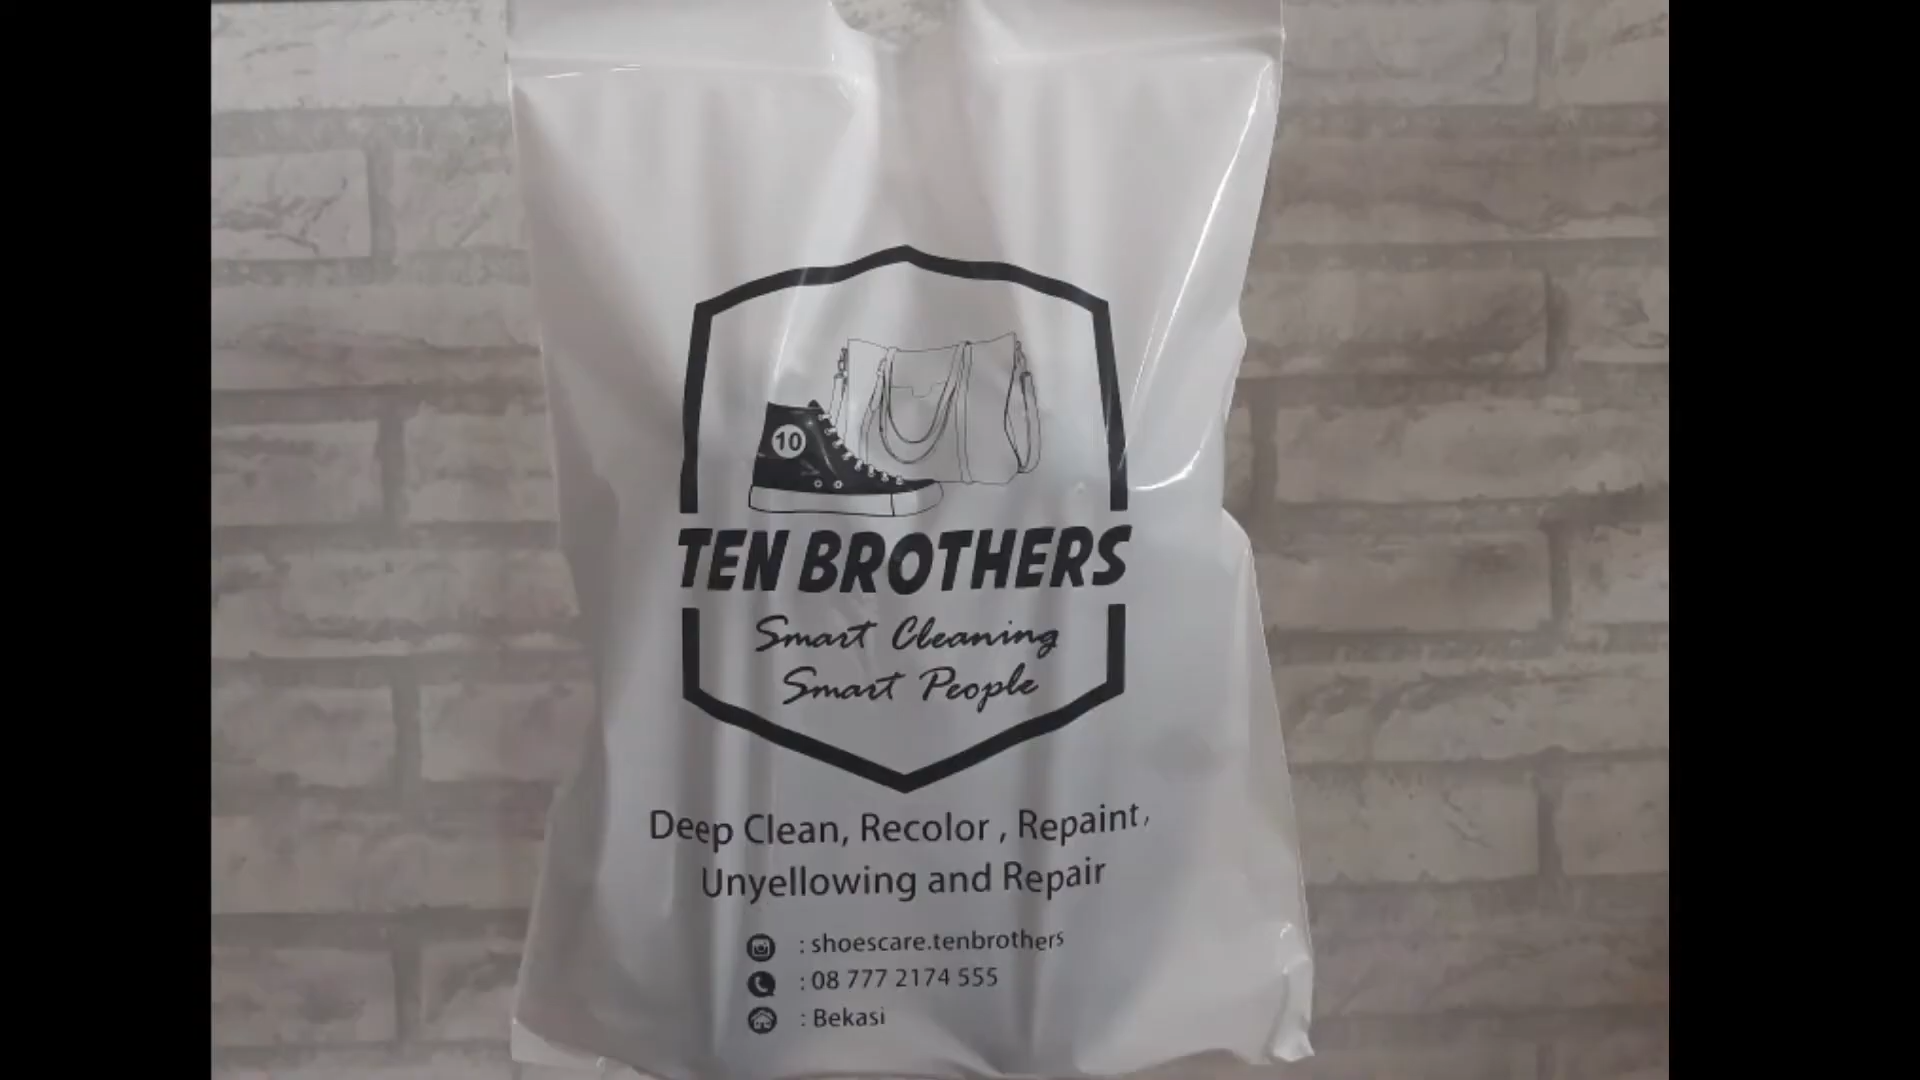 10
TEN BROTHERS
Smart Cleaning
Smart People
Deep Clean, Recolor , Repaint,
Unyellowing and Repair
: shoescare.tenbrothers
: 08 777 2174 555
: Bekasi